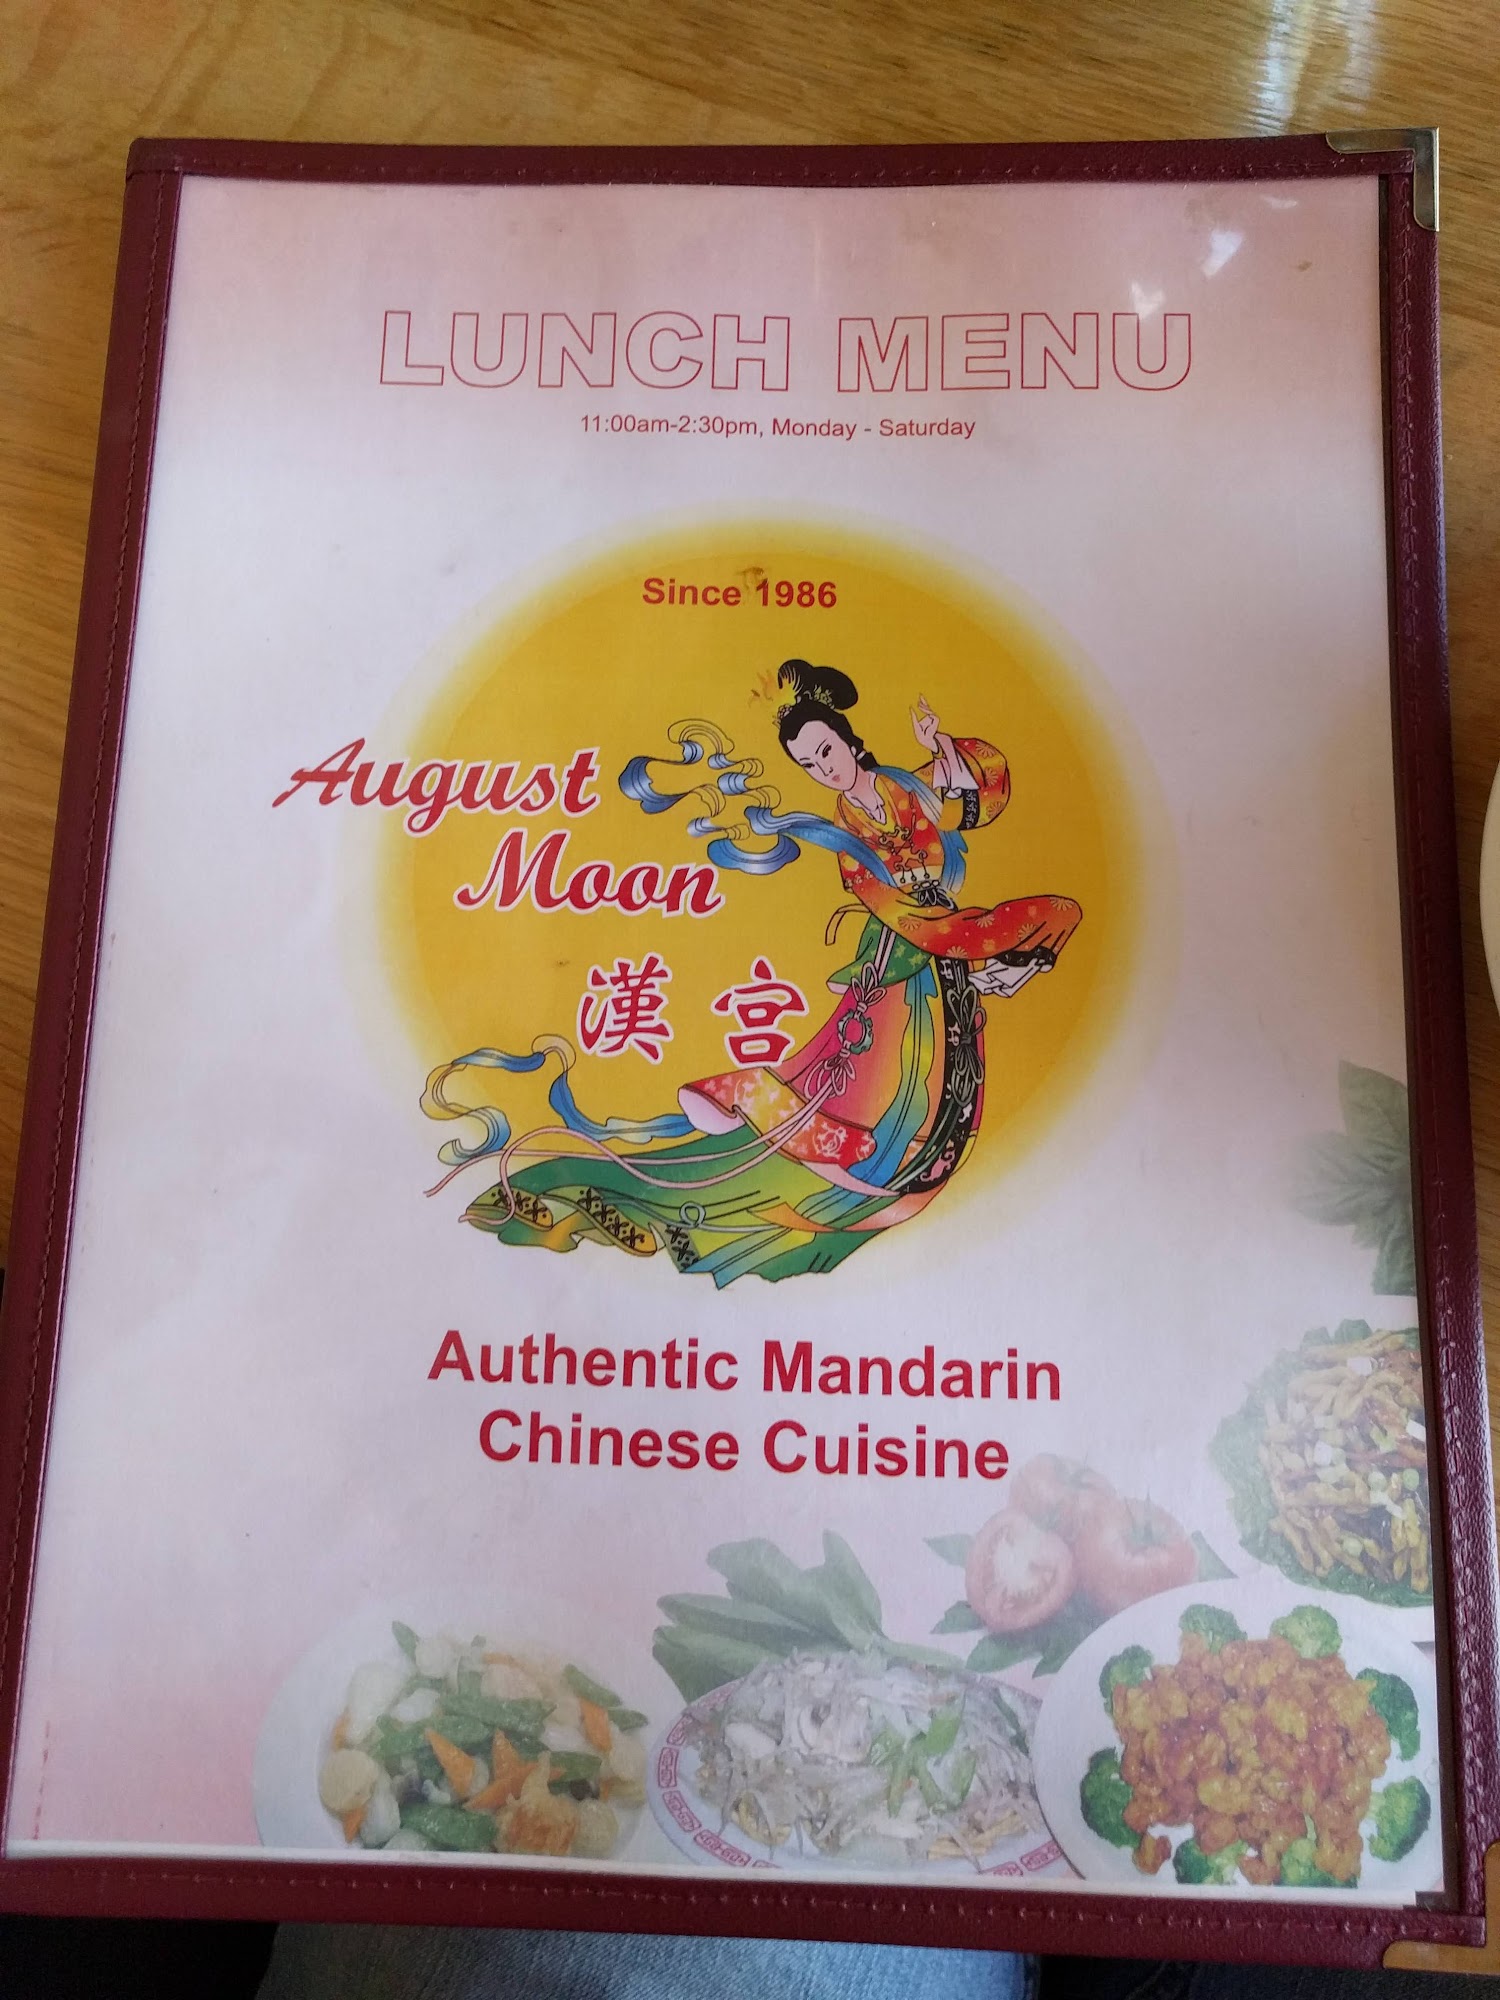 LUNCH MENU
11:00am-2:30pm, Monday - Saturday
Since 1986
August
Moon
漢宮
Authentic Mandarin
Chinese Cuisine